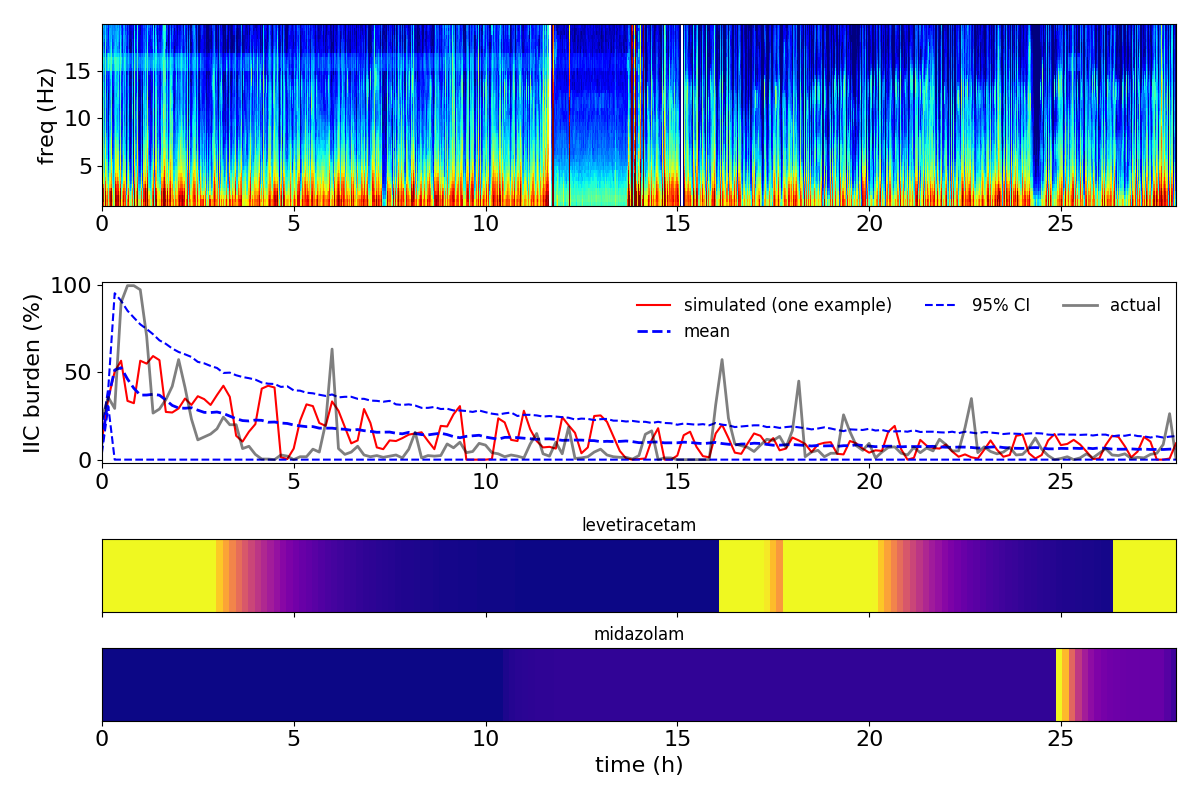 freq (Hz)
15
10
5
0 5 10 15 20 25
IIC burden (%)
100
50
0
simulated (one example)
mean
95% CI
actual
0 5 10 15 20 25
levetiracetam
midazolam
0 5 10 15 20 25
time (h)